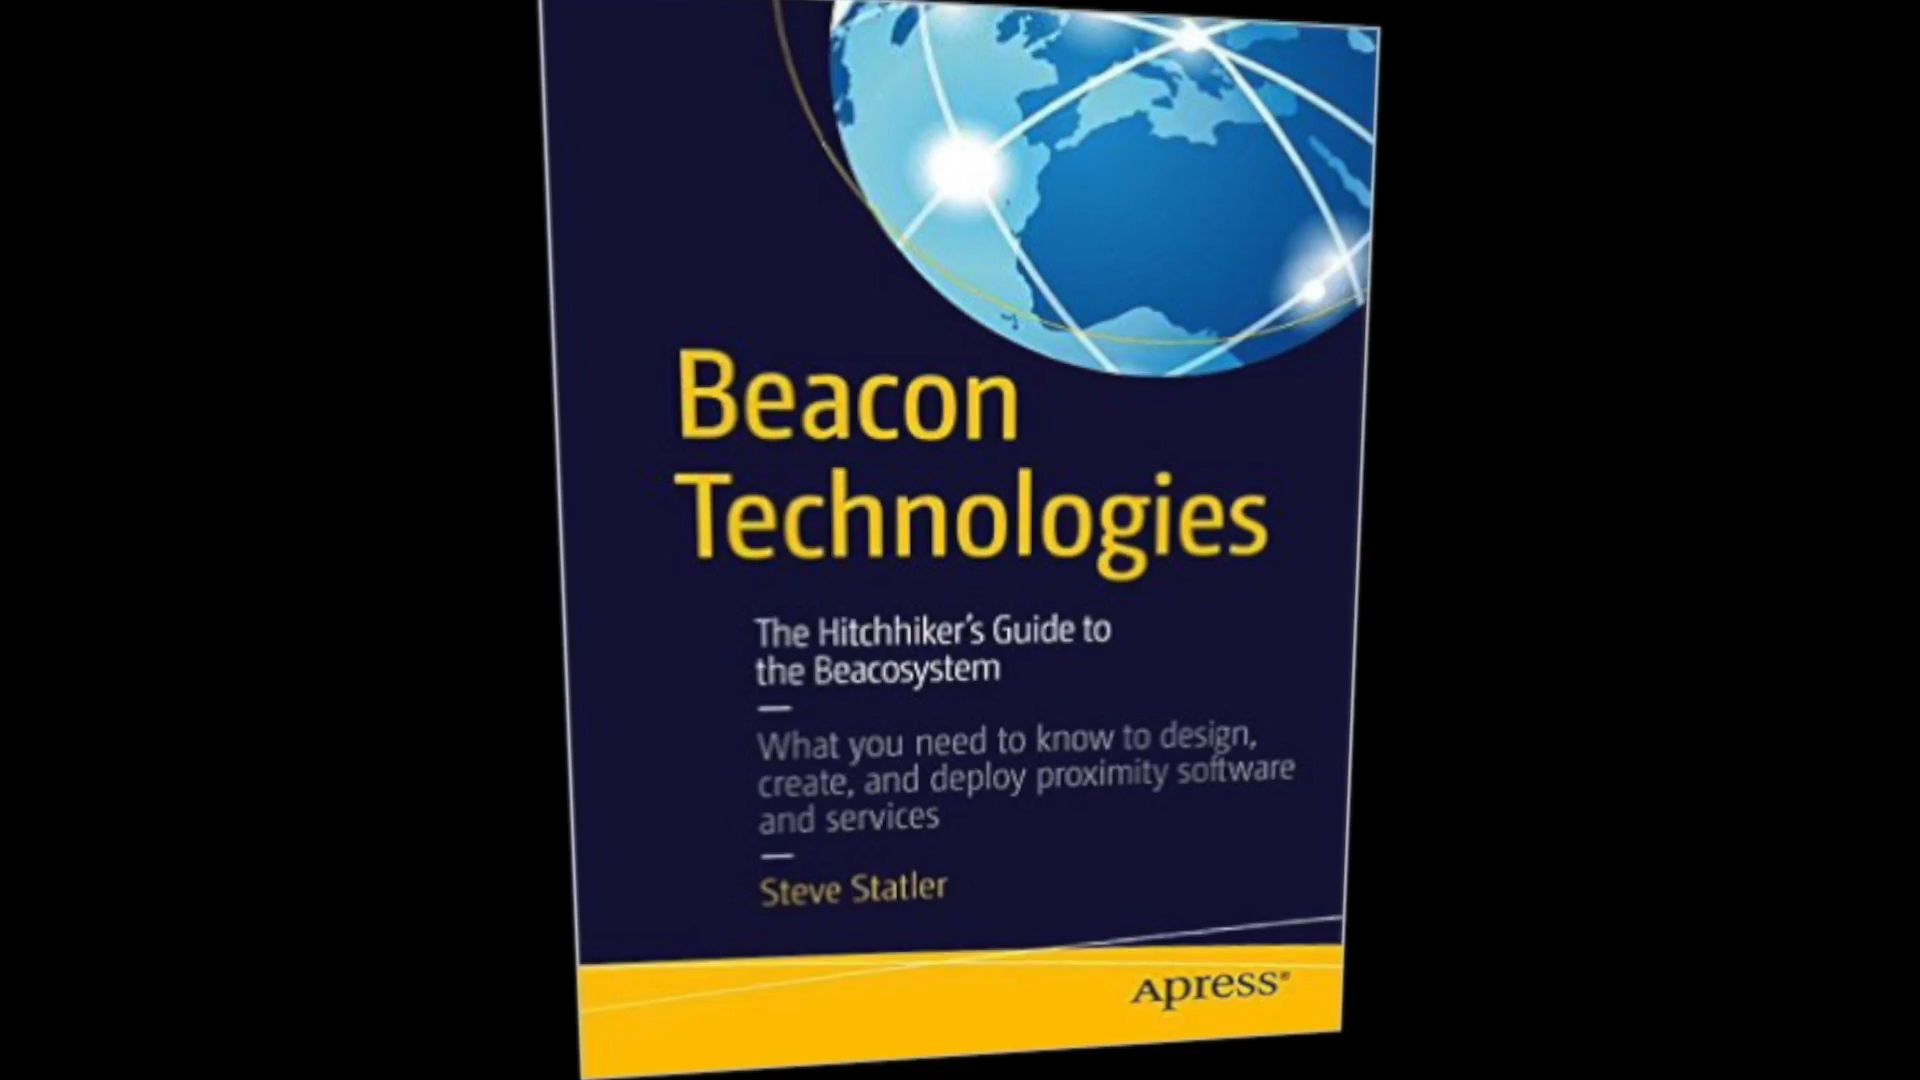 Beacon
Technologies
The Hitchhiker's Guide to
the Beacosystem
What you need to know to design,
create, and deploy proximity software
and services
Steve Statler
Apress®